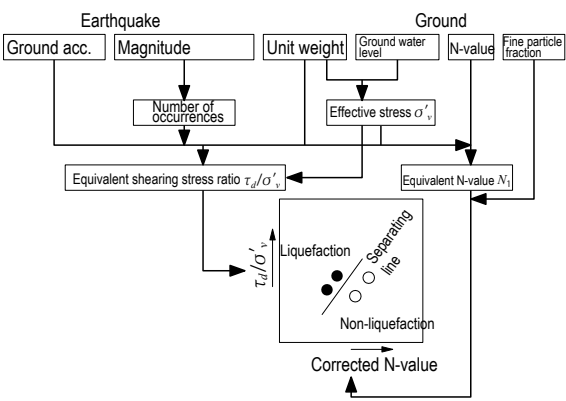 Earthquake
Ground
Ground acc.
Magnitude
Unit weight
Ground water
level
N-value
Fine particle
fraction
Number of
occurrences
Effective stress σ′v
Equivalent shearing stress ratio τd/σ′v
Equivalent N-value N1
τd/σ′v
Liquefaction
Separating
line
Non-liquefaction
Corrected N-value